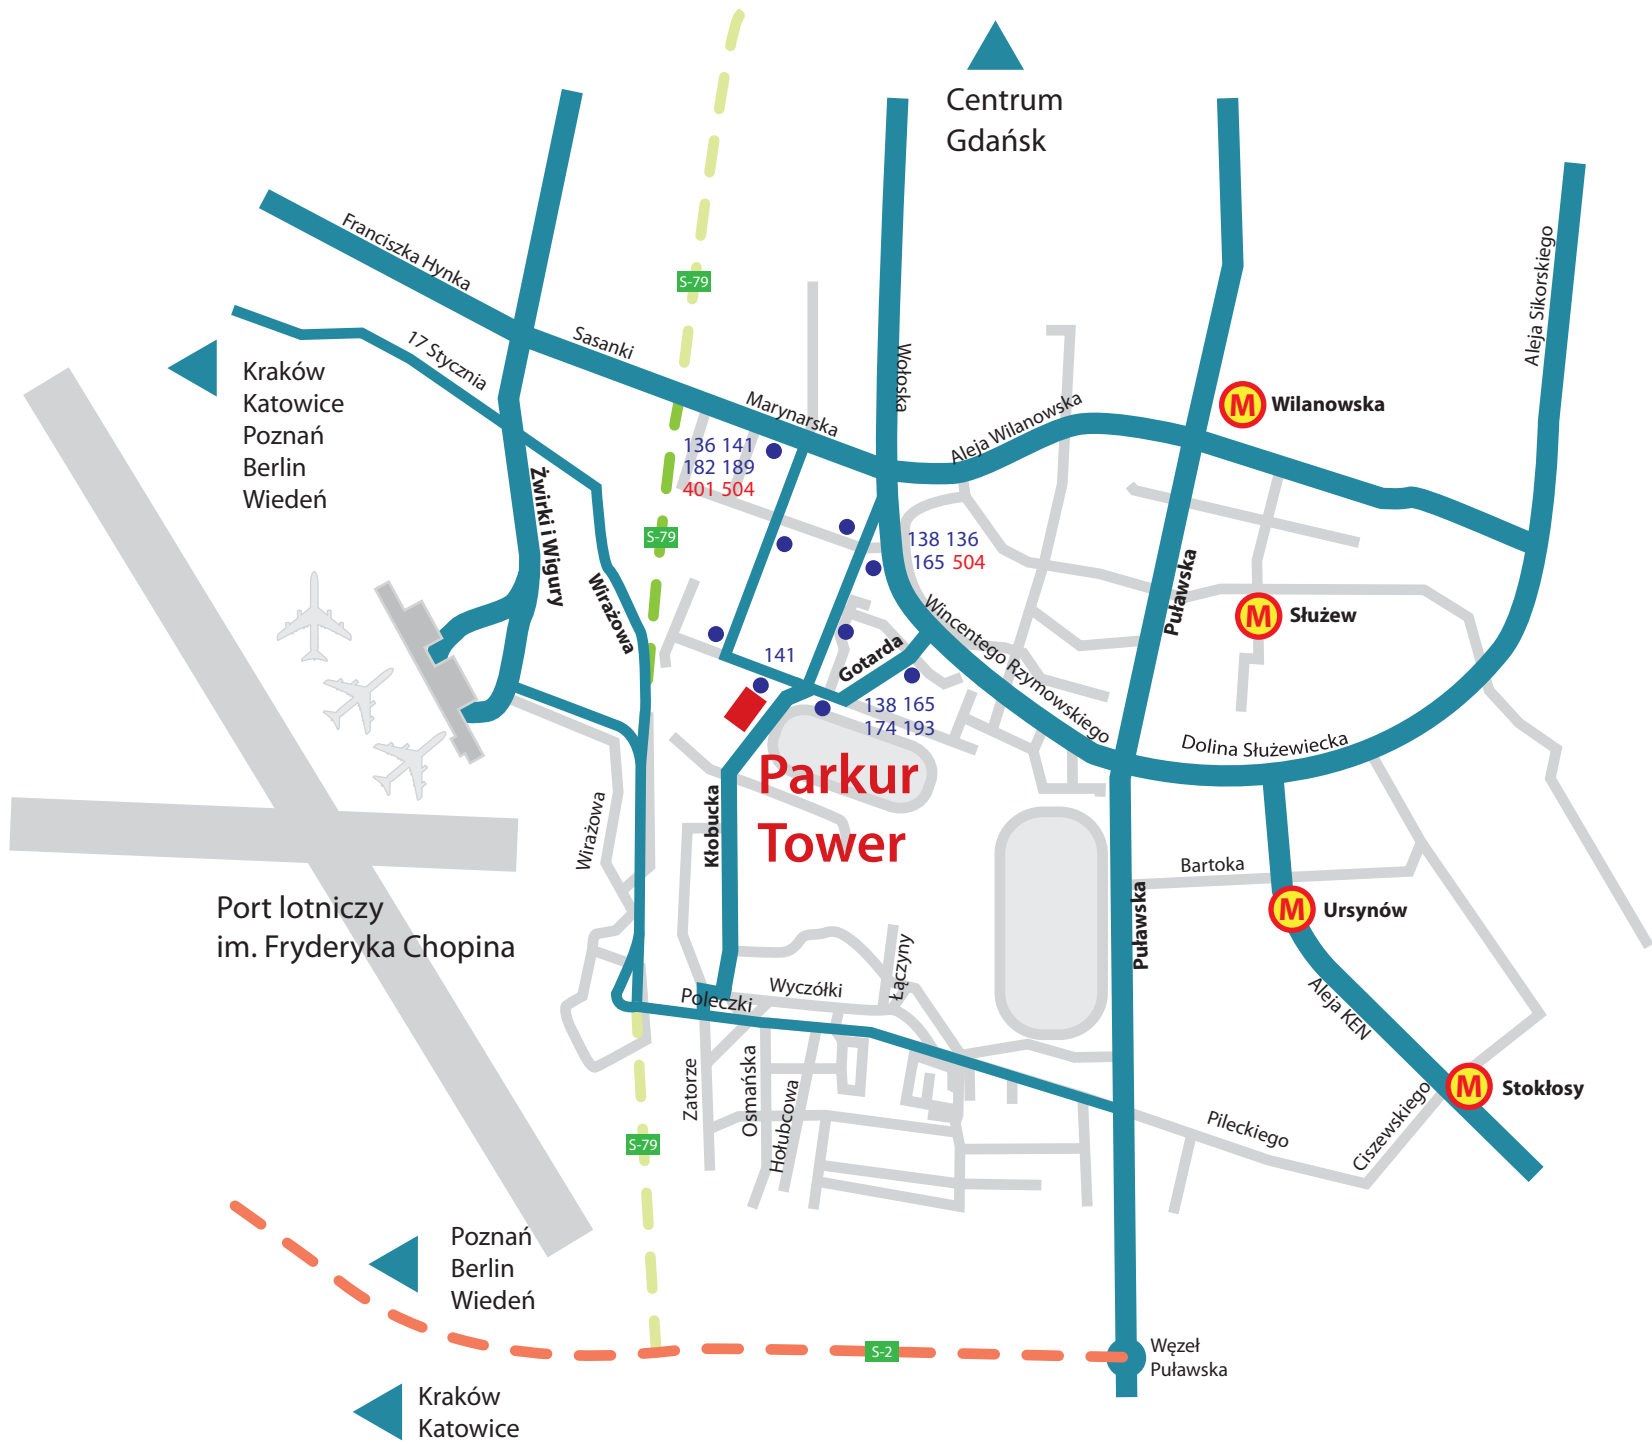 Centrum
Gdańsk
Franciszka Hynka
S-79
Aleja Sikorskiego
17 Stycznia
Sasanki
Wołoska
Kraków
Katowice
Poznań
Berlin
Wiedeń
Marynarska
Aleja Wilanowska
M Wilanowska
136 141
182 189
401 504
Żwirki i Wigury
S-79
138 136
165 504
Wirażowa
Wincentego Rzymowskiego
Puławska
M Służew
141
Gotarda
138 165
174 193
Dolina Służewiecka
Parkur
Tower
Kłobucka
Wirażowa
Bartoka
Puławska
M Ursynów
Port lotniczy
im. Fryderyka Chopina
Łączyny
Wyczółki
Poleczki
Aleja KEN
Zatorze
Osmańska
Hołubcowa
M Stokłosy
Ciszewskiego
Pileckiego
S-79
Poznań
Berlin
Wiedeń
S-2
Węzeł
Puławska
Kraków
Katowice